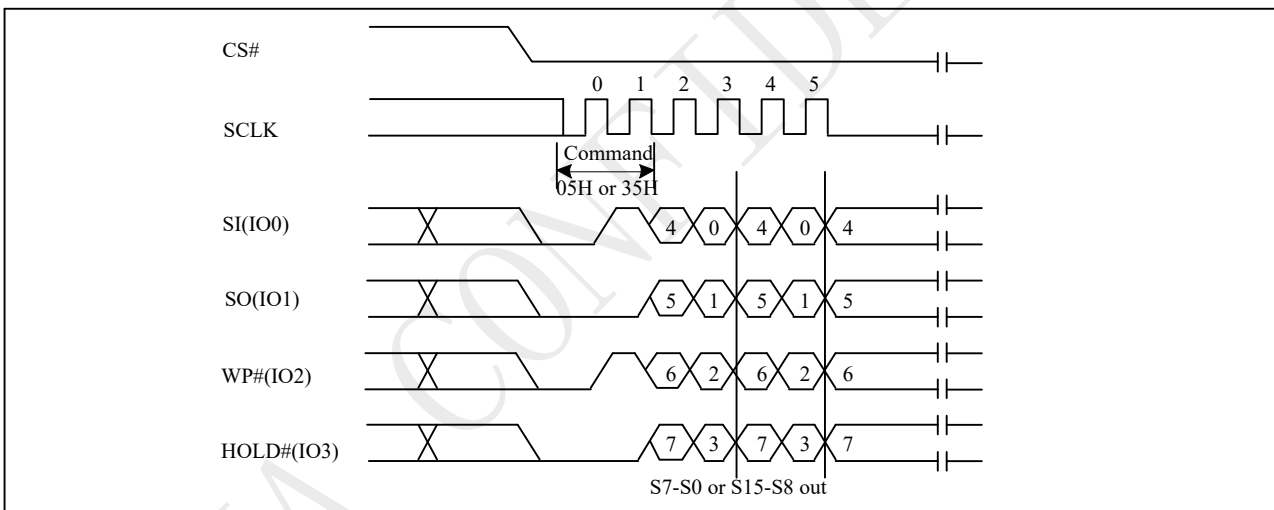 CS#
0 1 2 3 4 5
SCLK
Command
05H or 35H
SI(IO0) 4 0 4 0 4
SO(IO1) 5 1 5 1 5
WP#(IO2) 6 2 6 2 6
HOLD#(IO3) 7 3 7 3 7
S7-S0 or S15-S8 out